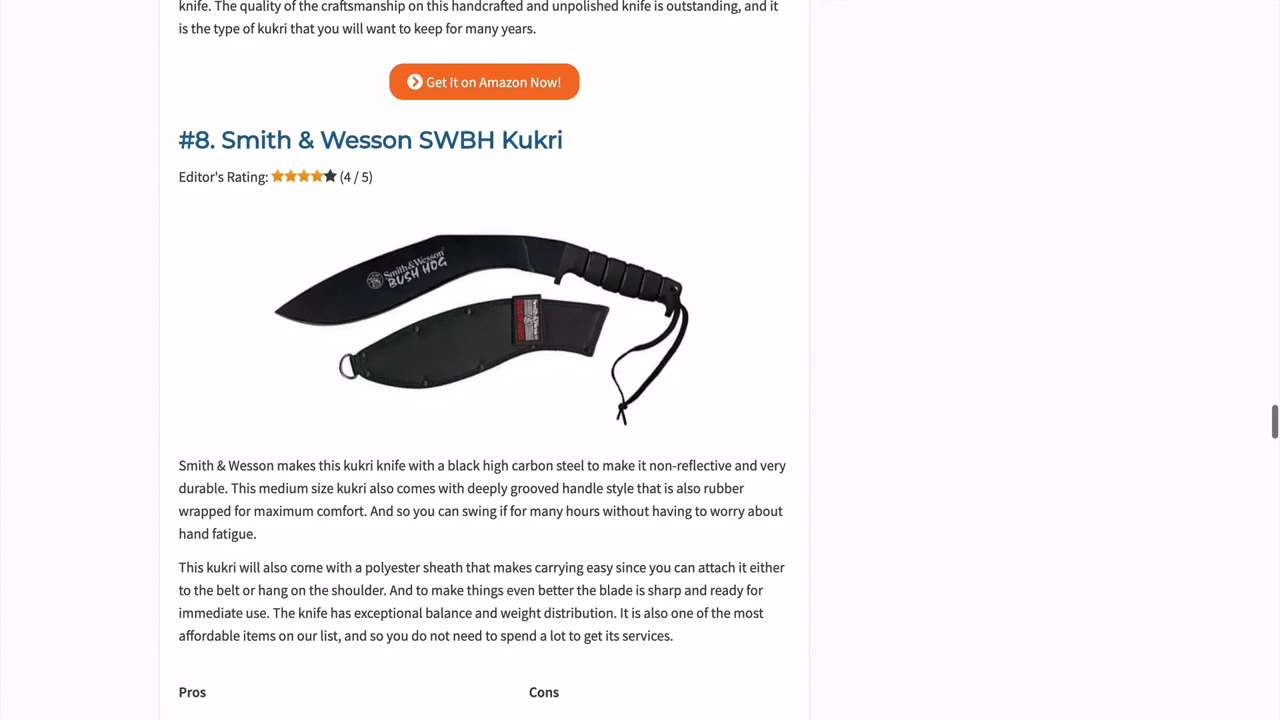 knife. The quality of the craftsmanship on this handcrafted and unpolished knife is outstanding, and it
is the type of kukri that you will want to keep for many years.
Get It on Amazon Now!
#8. Smith & Wesson SWBH Kukri
Editor's Rating: (4 / 5)
Smith & Wesson
BUSH HOG
Smith & Wesson makes this kukri knife with a black high carbon steel to make it non-reflective and very
durable. This medium size kukri also comes with deeply grooved handle style that is also rubber
wrapped for maximum comfort. And so you can swing if for many hours without having to worry about
hand fatigue.
This kukri will also come with a polyester sheath that makes carrying easy since you can attach it either
to the belt or hang on the shoulder. And to make things even better the blade is sharp and ready for
immediate use. The knife has exceptional balance and weight distribution. It is also one of the most
affordable items on our list, and so you do not need to spend a lot to get its services.
Pros
Cons